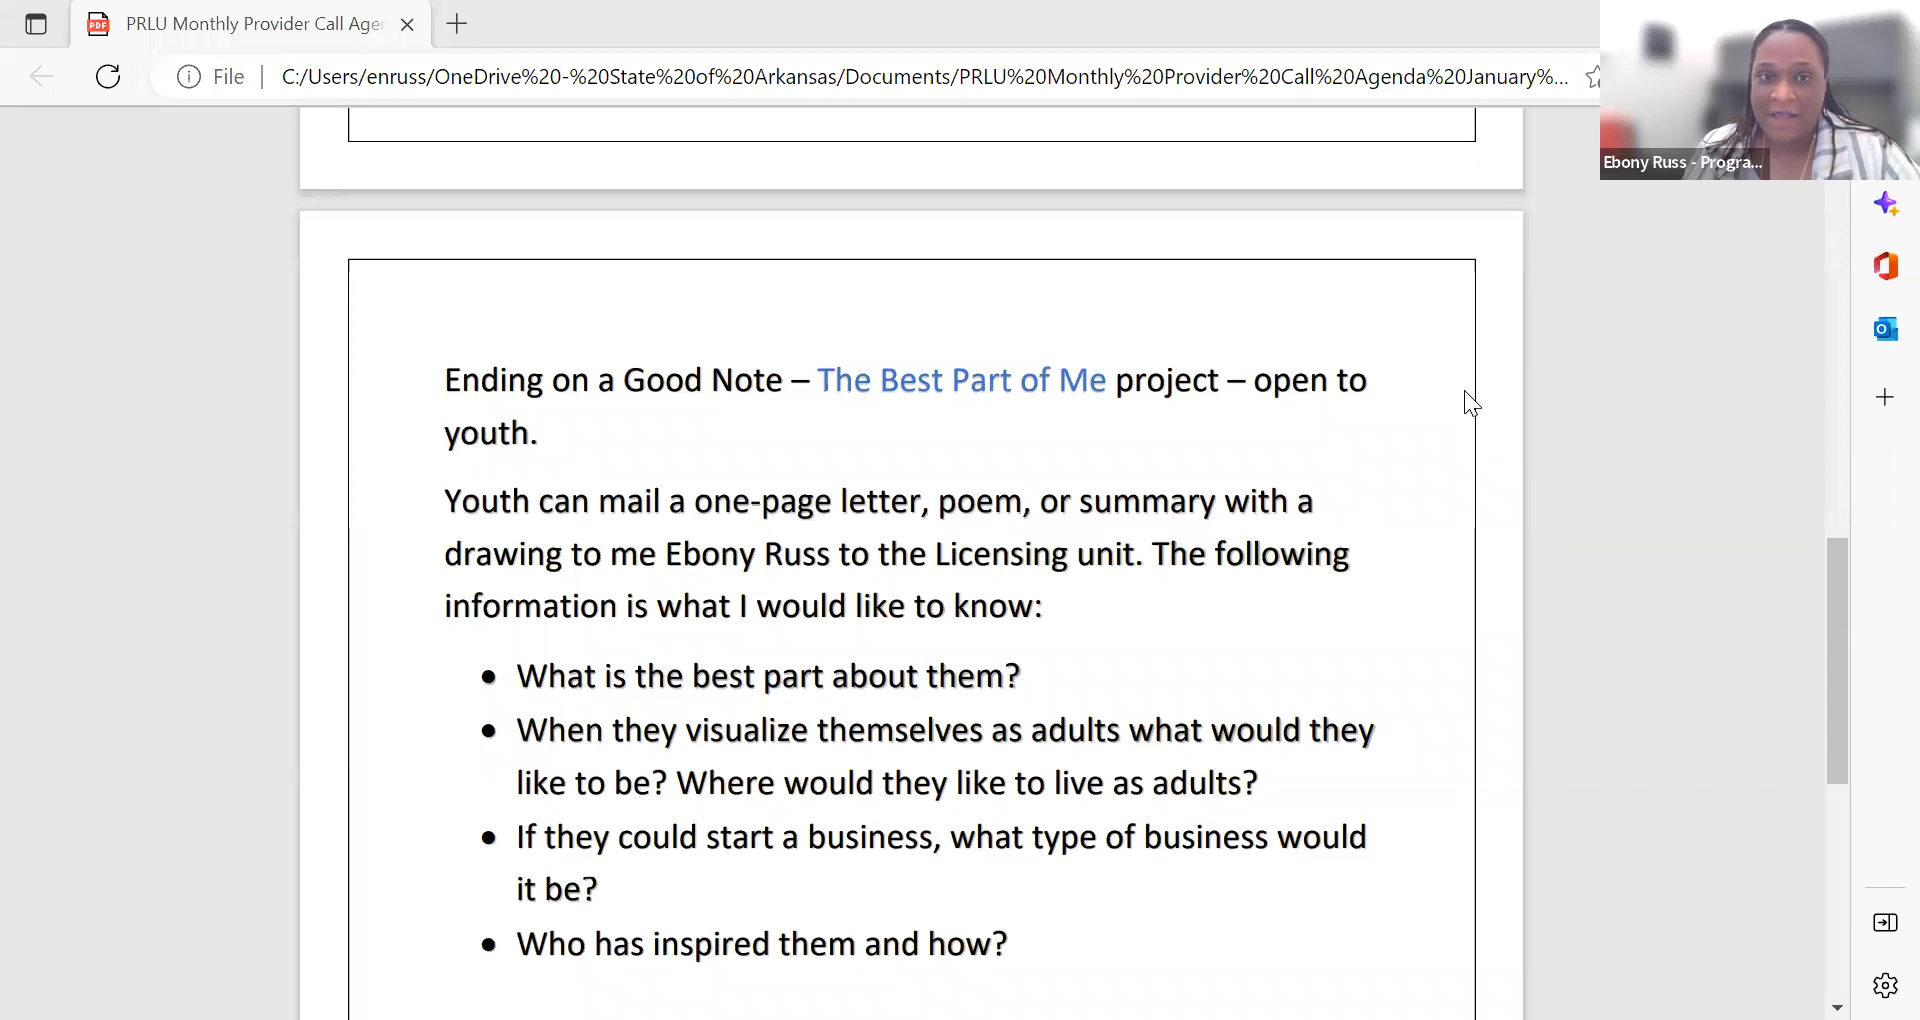 PRLU Monthly Provider Call Age
File
C:/Users/enruss/OneDrive%20-%20State%20of%20Arkansas/Documents/PRLU%20Monthly%20Provider%20Call%20Agenda%20January%...
Ebony Russ - Progra...
Ending on a Good Note – The Best Part of Me project – open to
youth.
Youth can mail a one-page letter, poem, or summary with a
drawing to me Ebony Russ to the Licensing unit. The following
information is what I would like to know:
• What is the best part about them?
• When they visualize themselves as adults what would they
like to be? Where would they like to live as adults?
• If they could start a business, what type of business would
it be?
• Who has inspired them and how?